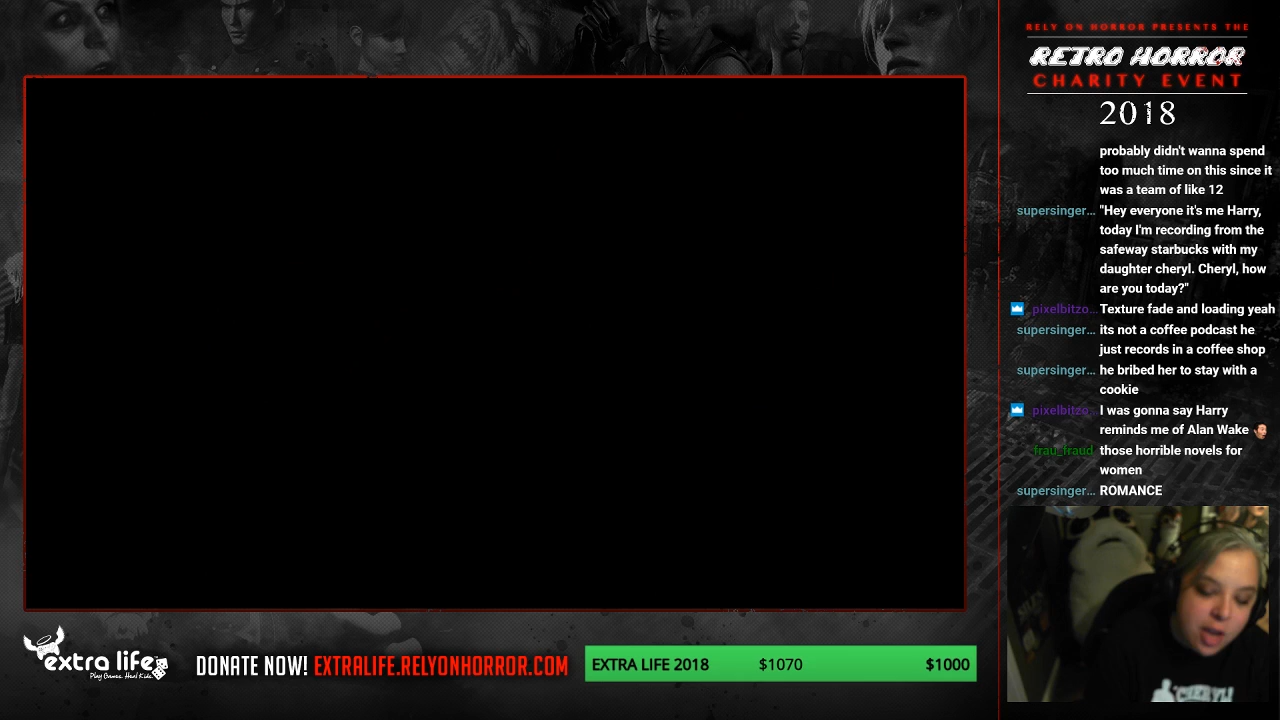 RELY ON HORROR PRESENTS THE
RETRO HORROR
CHARITY EVENT
2018
probably didn't wanna spend
too much time on this since it
was a team of like 12
supersinger… "Hey everyone it's me Harry,
today I'm recording from the
safeway starbucks with my
daughter cheryl. Cheryl, how
are you today?"
pixelbitzo… Texture fade and loading yeah
supersinger… its not a coffee podcast he
just records in a coffee shop
supersinger… he bribed her to stay with a
cookie
pixelbitzo… I was gonna say Harry
reminds me of Alan Wake
frau_fraud those horrible novels for
women
supersinger… ROMANCE
CHERYL
extra life
Play Games. Heal Kids.
DONATE NOW! EXTRALIFE.RELYONHORROR.COM
EXTRA LIFE 2018 $1070 $1000